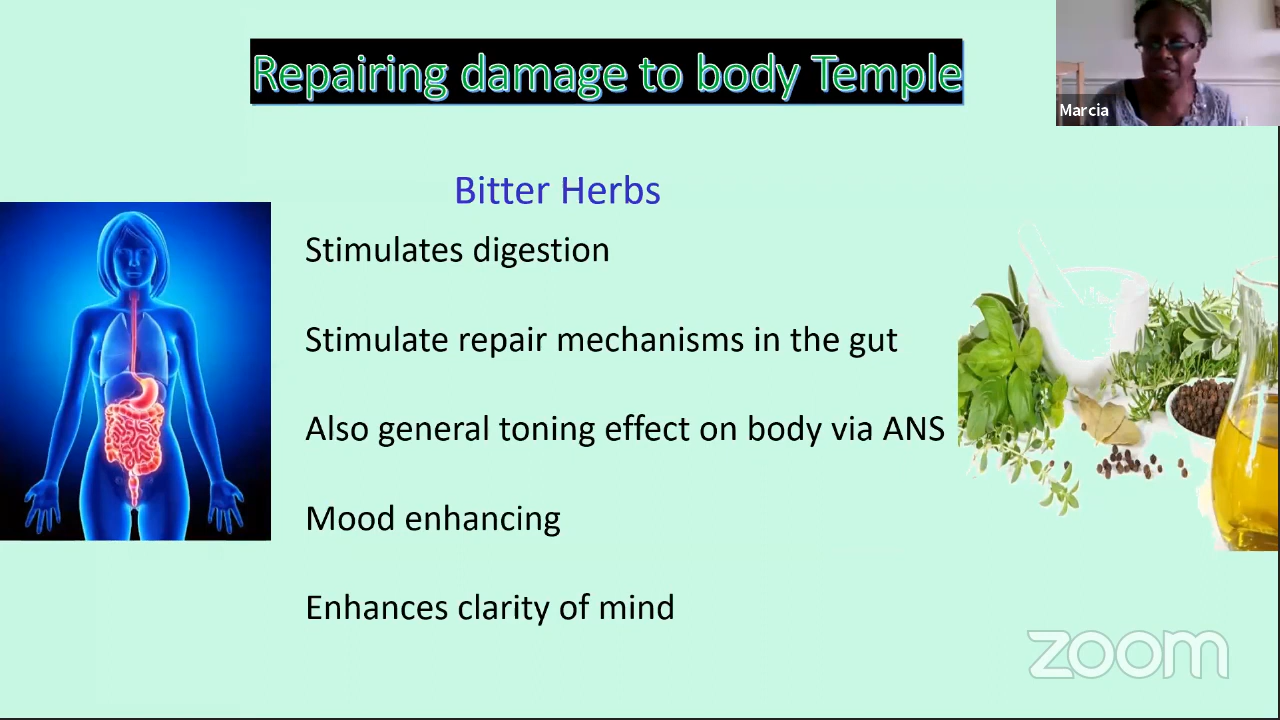 Repairing damage to body Temple
Marcia
Bitter Herbs
Stimulates digestion
Stimulate repair mechanisms in the gut
Also general toning effect on body via ANS
Mood enhancing
Enhances clarity of mind
zoom